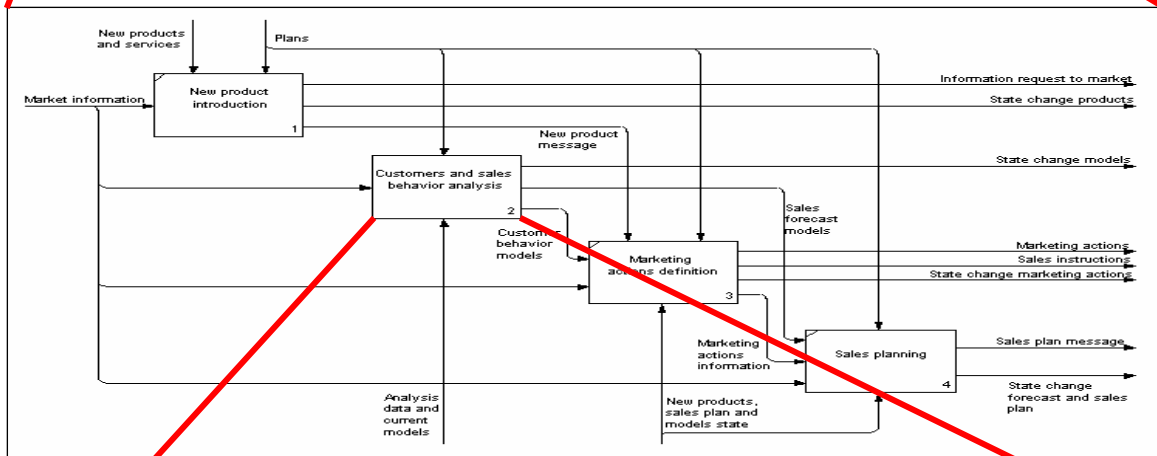 New products
and services
Plans
Market information
New product
introduction
1
Information request to market
State change products
New product
message
State change models
Customers and sales
behavior analysis
2
Customer
behavior
models
Sales
forecast
models
Marketing
actions definition
3
Marketing actions
Sales instructions
State change marketing actions
Marketing
actions
information
Sales planning
4
Sales plan message
State change
forecast and sales
plan
Analysis
data and
current
models
New products,
sales plan and
models state